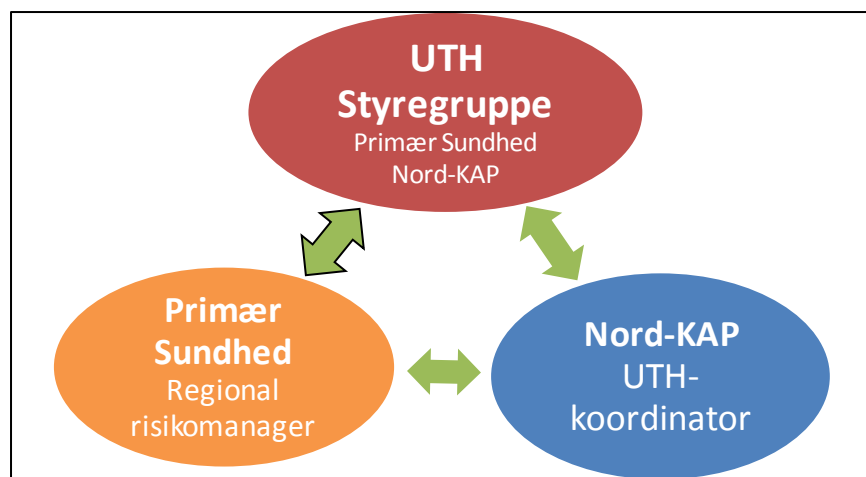 UTH
Styregruppe
Primær Sundhed
Nord-KAP
Primær
Sundhed
Regional
risikomanager
Nord-KAP
UTH-
koordinator